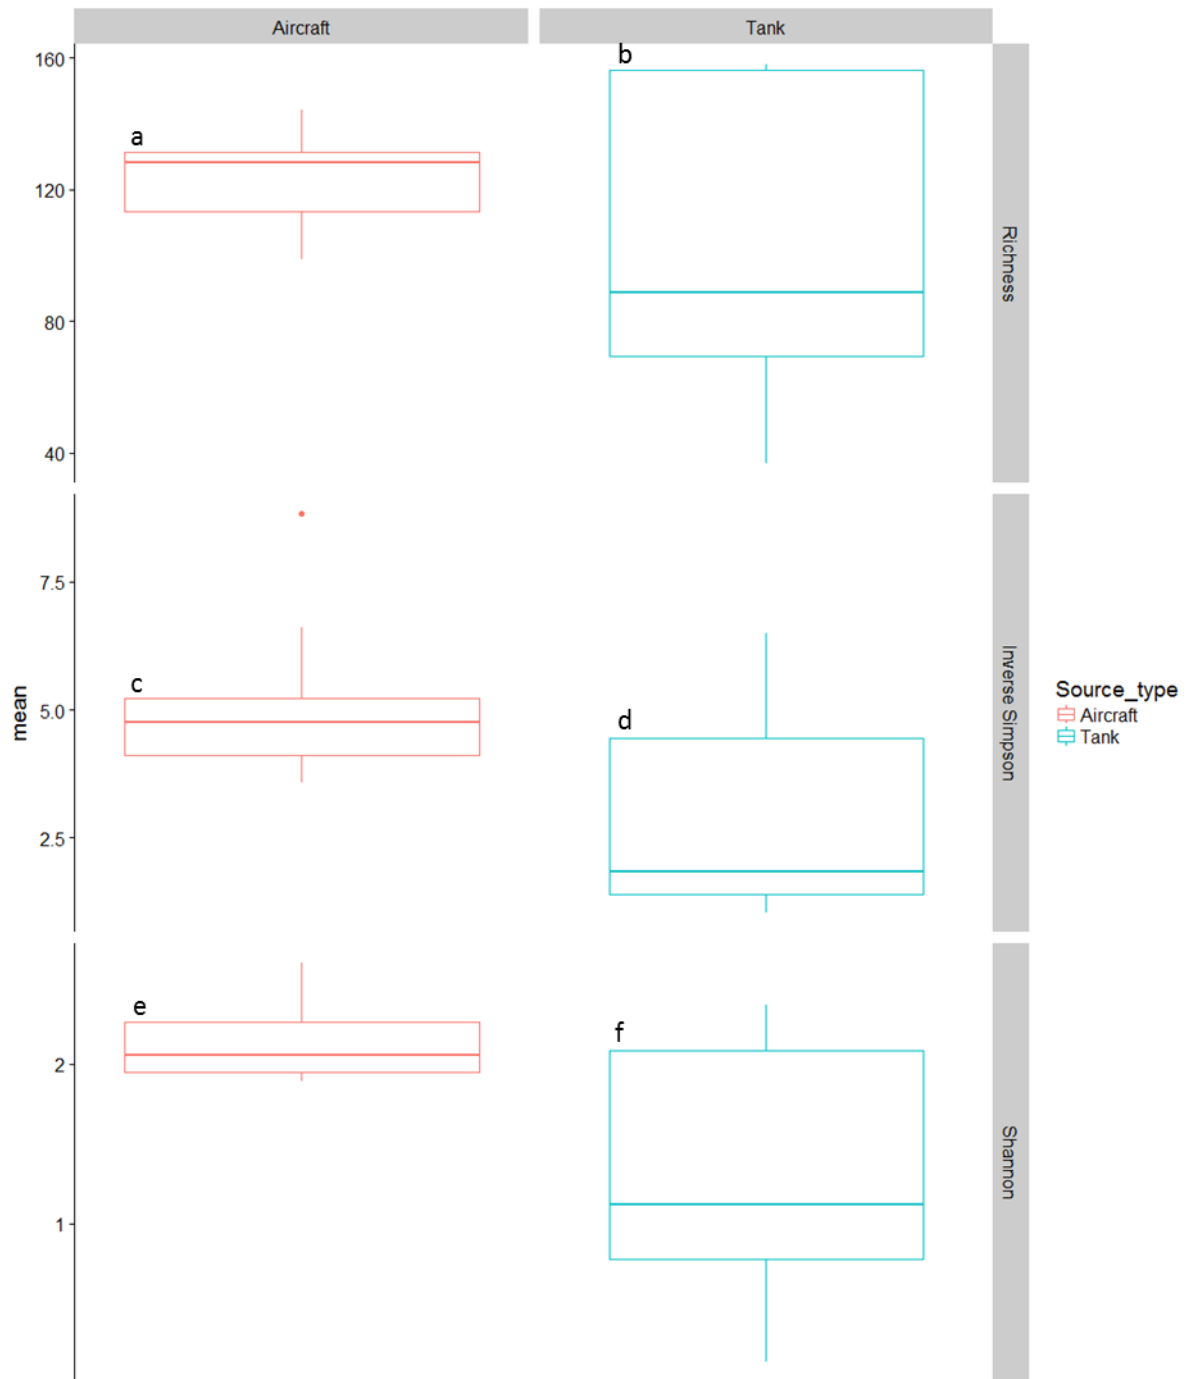 Aircraft
Tank
160
120
80
40
a
b
Richness
7.5
5.0
2.5
c
d
Inverse Simpson
2
1
e
f
Shannon
mean
Source_type
Aircraft
Tank